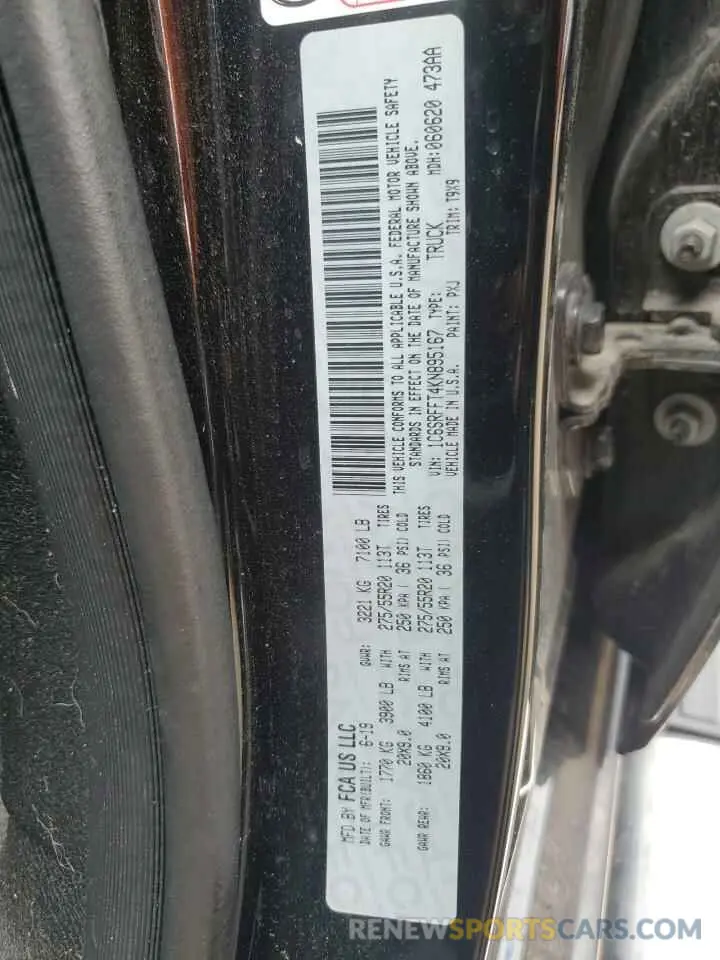 MFD BY FCA US LLC
DATE OF MFR(BUILT): 6-19 GVWR: 3221 KG 7100 LB
GAWR FRONT: 1770 KG 3900 LB WITH 275/55R20 113T TIRES
20X9.0 RIMS AT 250 KPA ( 36 PSI) COLD
GAWR REAR: 1860 KG 4100 LB WITH 275/55R20 113T TIRES
20X9.0 RIMS AT 250 KPA ( 36 PSI) COLD
THIS VEHICLE CONFORMS TO ALL APPLICABLE U.S.A. FEDERAL MOTOR VEHICLE SAFETY
STANDARDS IN EFFECT ON THE DATE OF MANUFACTURE SHOWN ABOVE.
VIN: 1C6SRFFT4KN895167 TYPE: TRUCK MDH:060620 473AA
VEHICLE MADE IN U.S.A. PAINT: PXJ TRIM: T9X9
RENEWSPORTSCARS.COM